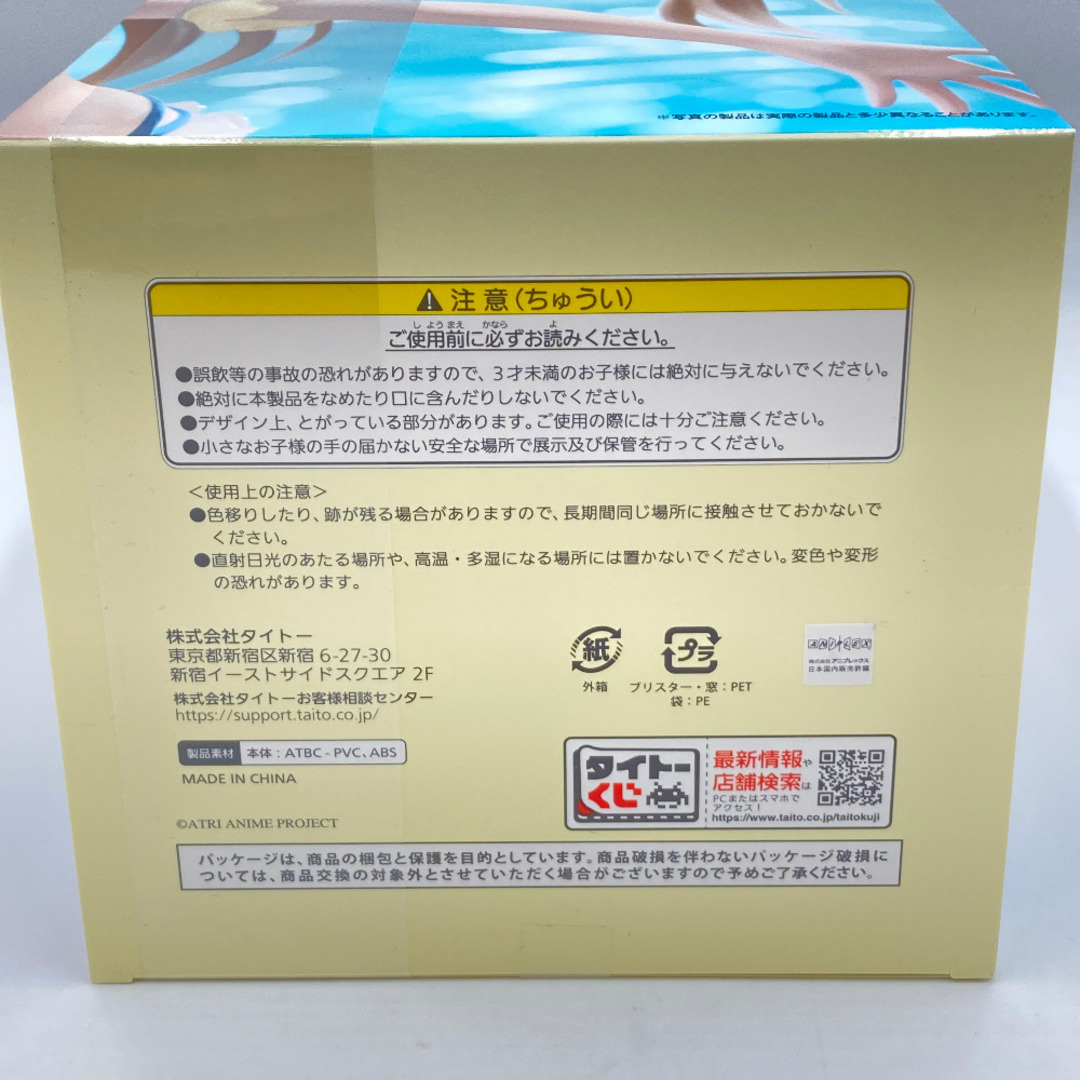 ※写真の製品は実際の製品と多少異なることがあります。
⚠注意(ちゅうい)
ご使用前に必ずお読みください。
●誤飲等の事故の恐れがありますので、3才未満のお子様には絶対に与えないでください。
●絶対に本製品をなめたり口に含んだりしないでください。
●デザイン上、とがっている部分があります。ご使用の際には十分ご注意ください。
●小さなお子様の手の届かない安全な場所で展示及び保管を行ってください。
<使用上の注意>
●色移りしたり、跡が残る場合がありますので、長期間同じ場所に接触させておかないで
ください。
●直射日光のあたる場所や、高温・多湿になる場所には置かないでください。変色や変形
の恐れがあります。
株式会社タイトー
東京都新宿区新宿 6-27-30
新宿イーストサイドスクエア 2F
株式会社タイトーお客様相談センター
https://support.taito.co.jp/
製品素材 本体:ATBC-PVC、ABS
MADE IN CHINA
©ATRI ANIME PROJECT
紙
外箱
プラ
ブリスター・窓:PET
袋:PE
ANIPLEX
株式会社アニプレックス
日本国内販売許諾
タイトー
くじ
最新情報や
店舗検索は
PCまたはスマホで
アクセス!
https://www.taito.co.jp/taitokuji
パッケージは、商品の梱包と保護を目的としています。商品破損を伴わないパッケージ破損に
ついては、商品交換の対象外とさせていただく場合がございますので予めご了承ください。